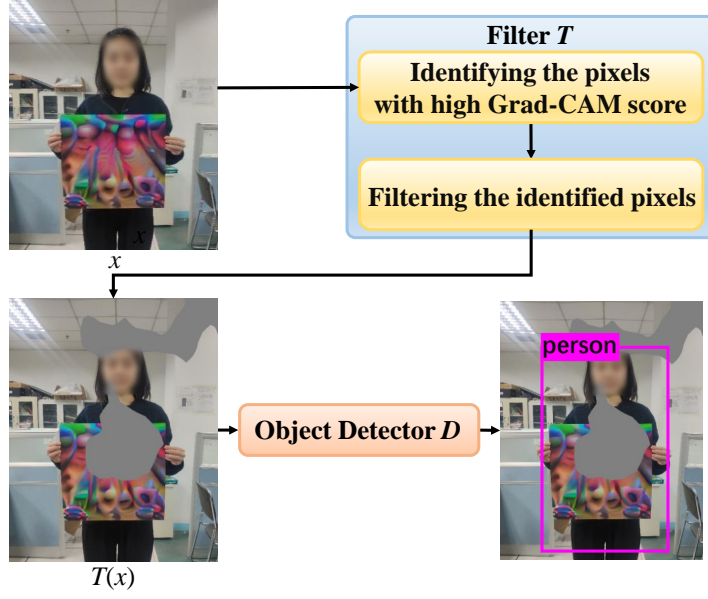 Filter T
Identifying the pixels
with high Grad-CAM score
Filtering the identified pixels
x
x
person
Object Detector D
T(x)